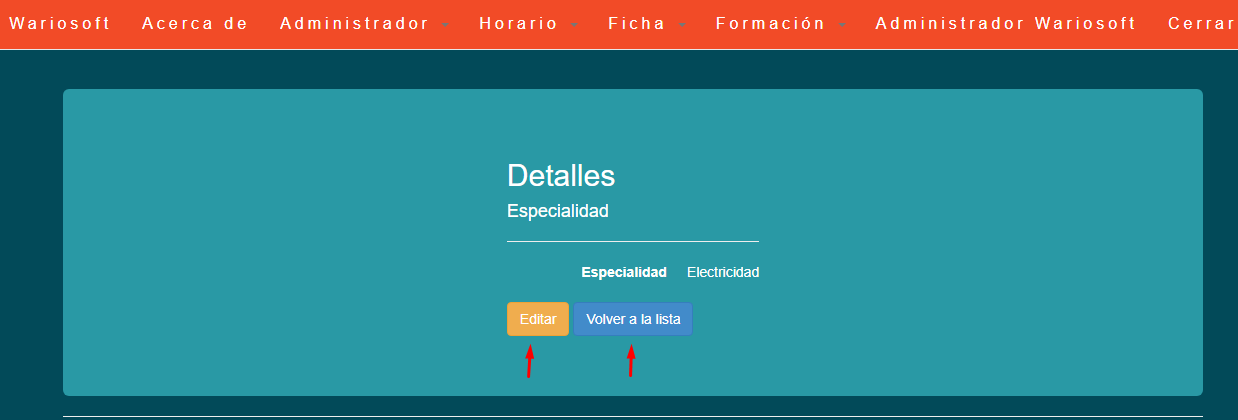 Wariosoft Acerca de Administrador Horario Ficha Formación Administrador Wariosoft Cerrar
Detalles
Especialidad
Especialidad Electricidad
Editar Volver a la lista